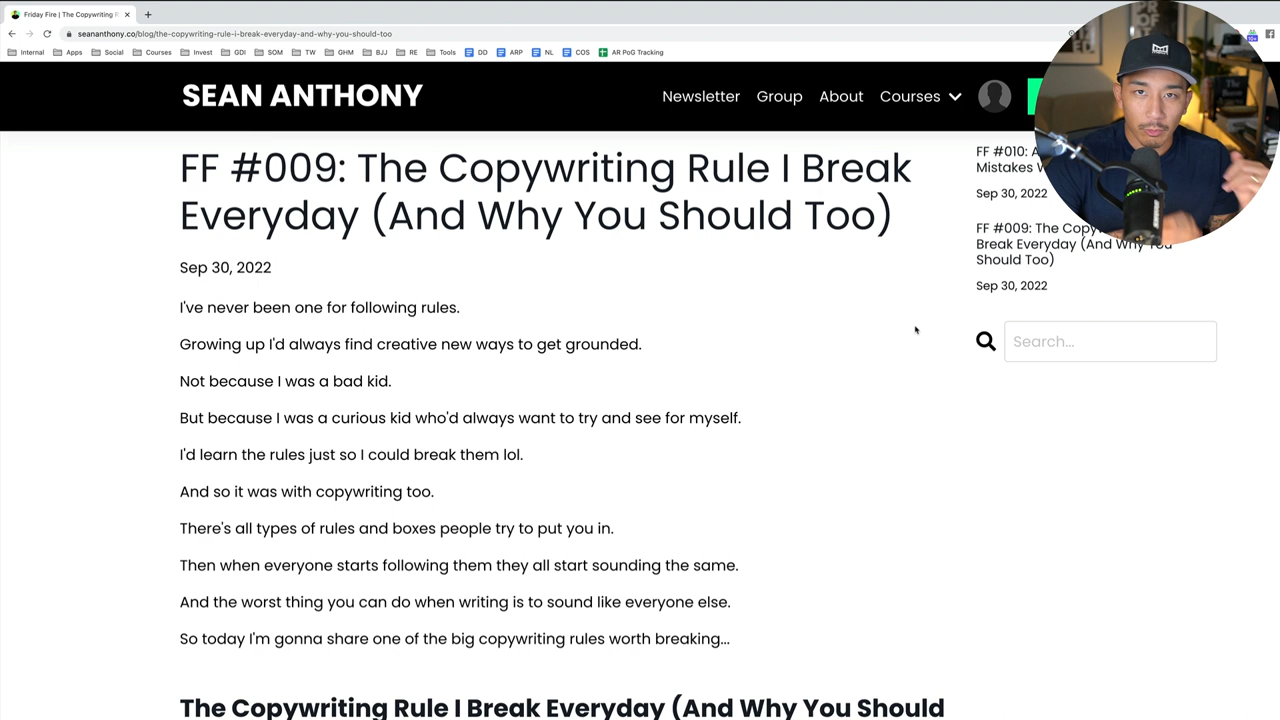 Friday Fire | The Copywriting R
seananthony.co/blog/the-copywriting-rule-i-break-everyday-and-why-you-should-too
Internal Apps Social Courses Invest GDI SOM TW GHM BJJ RE Tools DD ARP NL COS AR PoG Tracking
SEAN ANTHONY
Newsletter Group About Courses
FF #009: The Copywriting Rule I Break
Everyday (And Why You Should Too)
Sep 30, 2022
I've never been one for following rules.
Growing up I'd always find creative new ways to get grounded.
Not because I was a bad kid.
But because I was a curious kid who'd always want to try and see for myself.
I'd learn the rules just so I could break them lol.
And so it was with copywriting too.
There's all types of rules and boxes people try to put you in.
Then when everyone starts following them they all start sounding the same.
And the worst thing you can do when writing is to sound like everyone else.
So today I'm gonna share one of the big copywriting rules worth breaking...
The Copywriting Rule I Break Everyday (And Why You Should
FF #010:
Mistakes
Sep 30, 2022
FF #009: The Copy
Break Everyday (And Why You
Should Too)
Sep 30, 2022
Search...